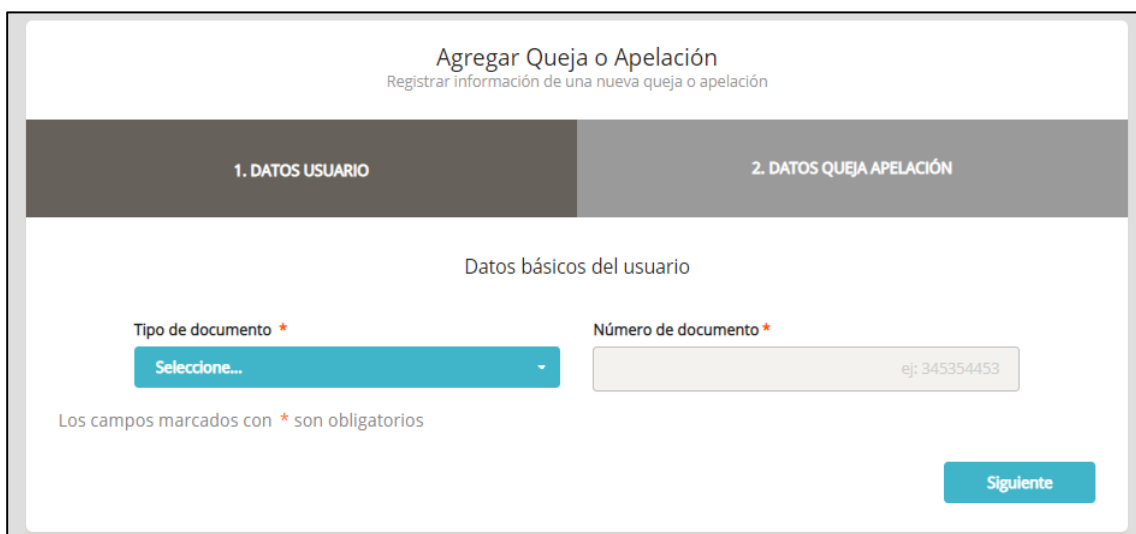 Agregar Queja o Apelación
Registrar información de una nueva queja o apelación
1. DATOS USUARIO
2. DATOS QUEJA APELACIÓN
Datos básicos del usuario
Tipo de documento *
Número de documento *
Seleccione...
ej: 345354453
Los campos marcados con * son obligatorios
Siguiente